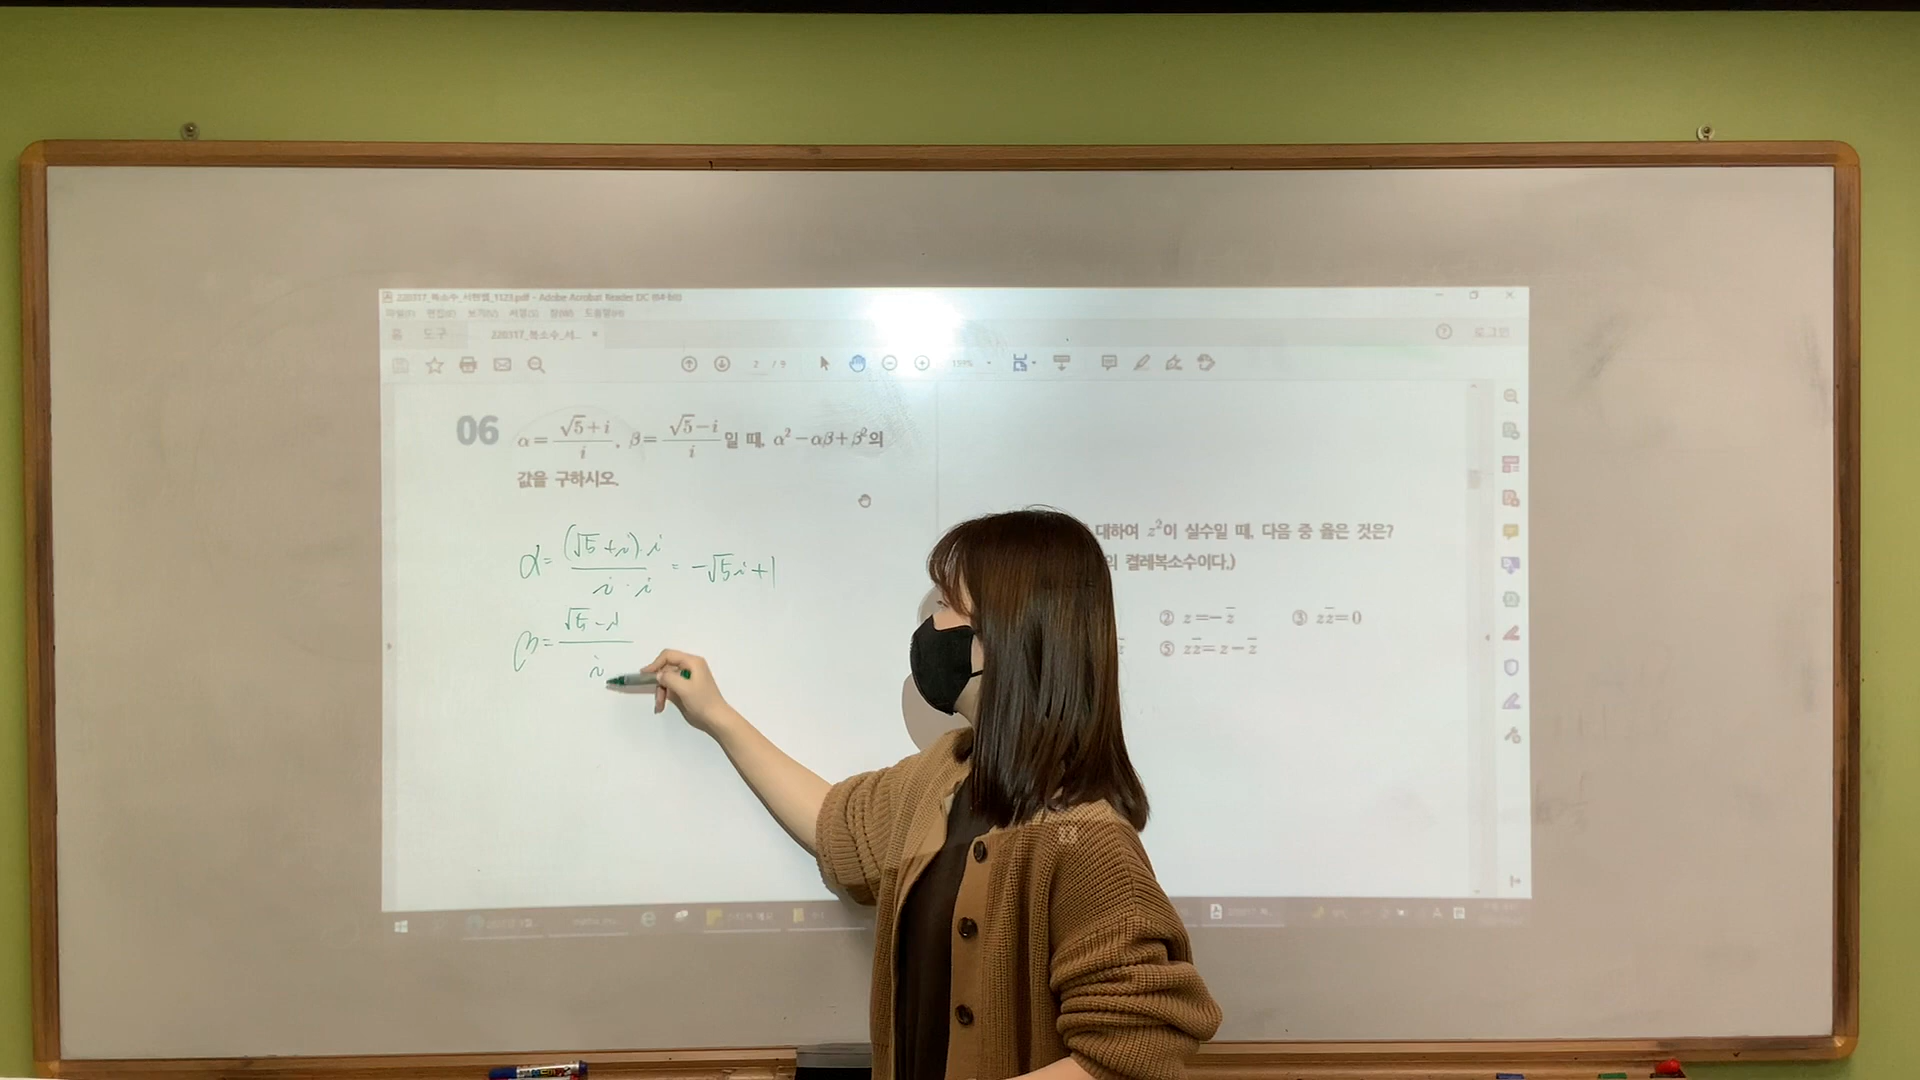 220317_복소수_서현엠_1123.pdf - Adobe Acrobat Reader DC (64-bit)
파일(F) 편집(E) 보기(V) 서명(S) 창(W) 도움말(H)
홈 도구 220317_복소수_서... × 로그인
2 / 9 159%
06 α = (√5+i)/i, β = (√5−i)/i 일 때, α² − αβ + β²의
값을 구하시오.
α = ((√5+i)·i)/(i·i) = −√5i+1
β = (√5−i)/i
대하여 z²이 실수일 때, 다음 중 옳은 것은?
의 켤레복소수이다.)
② z = −z̄ ③ zz̄ = 0
⑤ zz̄ = z − z̄